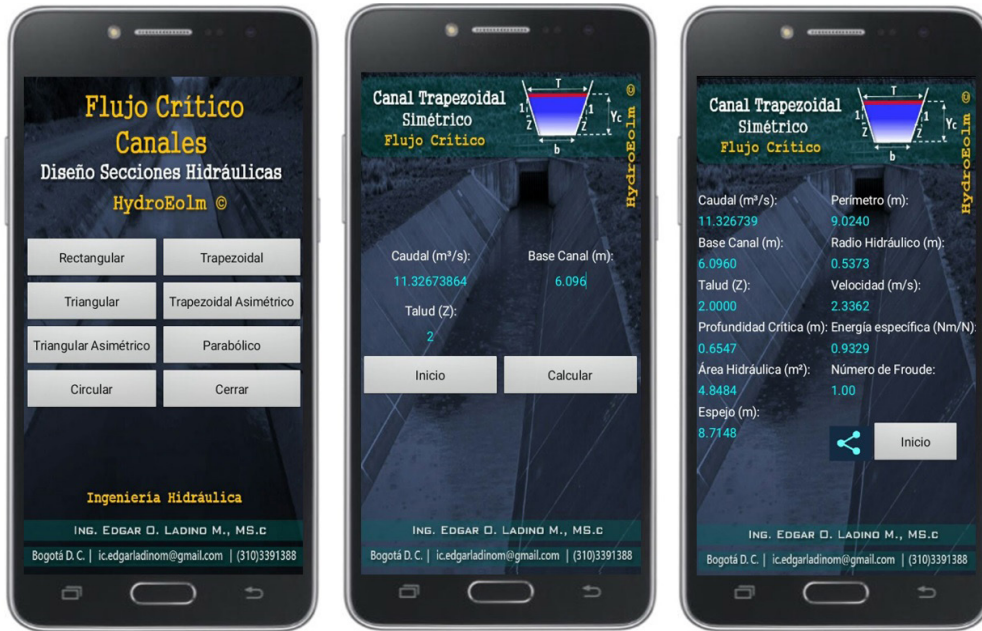 Flujo Crítico
Canales
Diseño Secciones Hidráulicas
HydroEolm ©
Rectangular
Trapezoidal
Triangular
Trapezoidal Asimétrico
Triangular Asimétrico
Parabólico
Circular
Cerrar
Ingeniería Hidráulica
ING. EDGAR O. LADINO M., MS.C
Bogotá D. C. | ic.edgarladinom@gmail.com | (310)3391388
Canal Trapezoidal
Simétrico
Flujo Crítico
T
1
1
Z
Z
Yc
b
HydroEolm ©
Caudal (m³/s):
Base Canal (m):
11.32673864
6.096
Talud (Z):
2
Inicio
Calcular
ING. EDGAR O. LADINO M., MS.C
Bogotá D. C. | ic.edgarladinom@gmail.com | (310)3391388
Canal Trapezoidal
Simétrico
Flujo Crítico
T
1
1
Z
Z
Yc
b
HydroEolm ©
Caudal (m³/s):
Perímetro (m):
11.326739
9.0240
Base Canal (m):
Radio Hidráulico (m):
6.0960
0.5373
Talud (Z):
Velocidad (m/s):
2.0000
2.3362
Profundidad Crítica (m):
Energía específica (Nm/N):
0.6547
0.9329
Área Hidráulica (m²):
Número de Froude:
4.8484
1.00
Espejo (m):
8.7148
Inicio
ING. EDGAR O. LADINO M., MS.C
Bogotá D. C. | ic.edgarladinom@gmail.com | (310)3391388